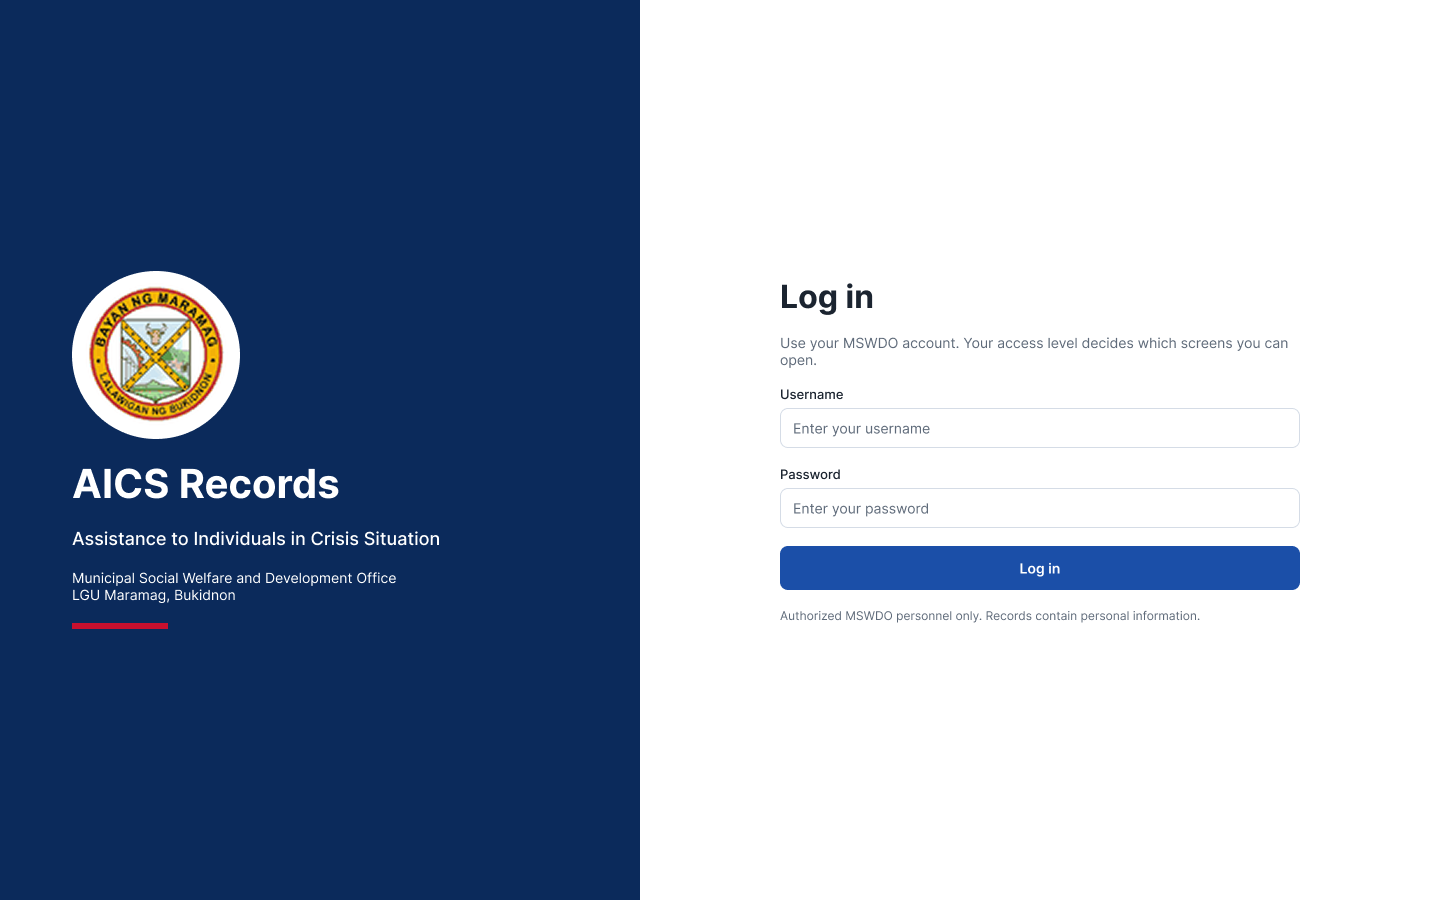 BAYAN NG MARAMAG
LALAWIGAN NG BUKIDNON
AICS Records
Assistance to Individuals in Crisis Situation
Municipal Social Welfare and Development Office
LGU Maramag, Bukidnon
Log in
Use your MSWDO account. Your access level decides which screens you can
open.
Username
Enter your username
Password
Enter your password
Log in
Authorized MSWDO personnel only. Records contain personal information.